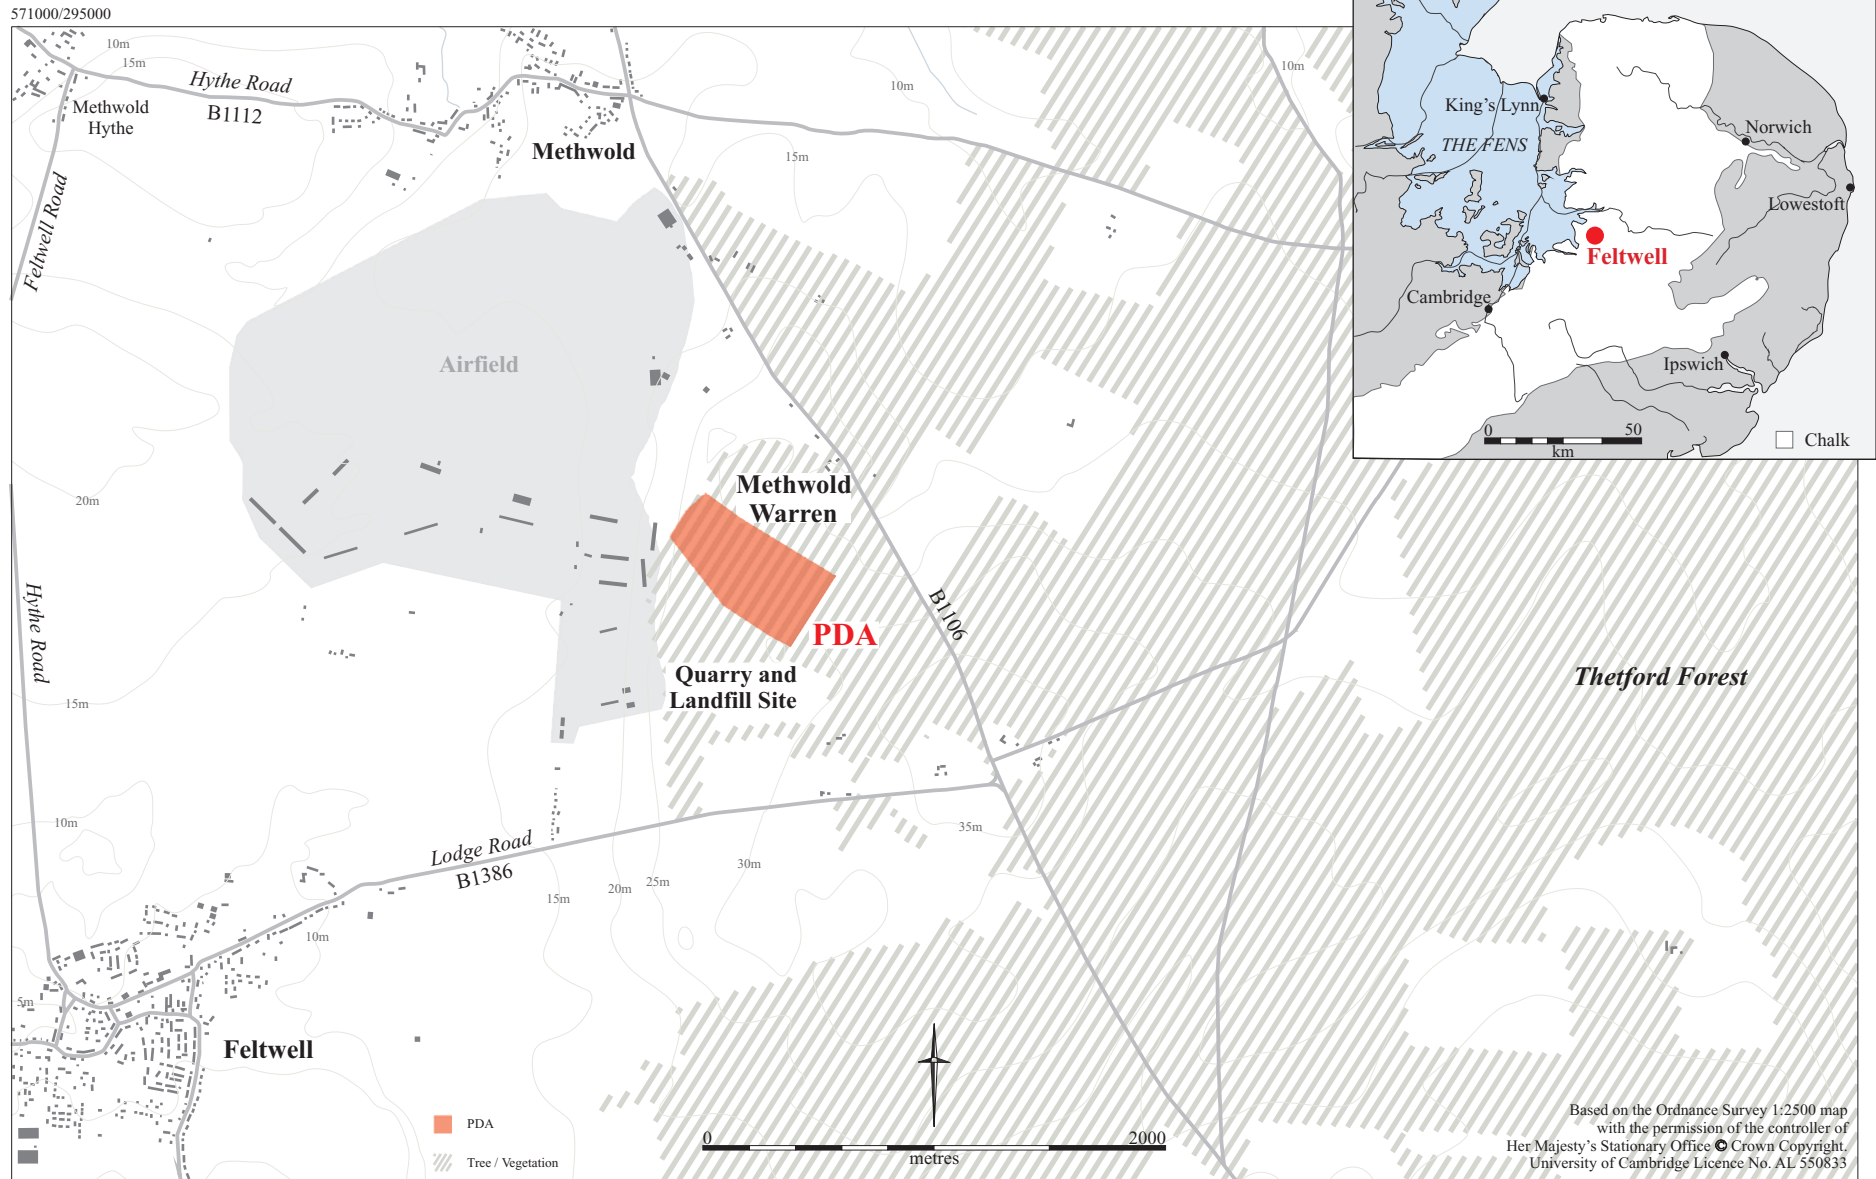 571000/295000
10m
15m
Hythe Road
B1112
Methwold
Hythe
Feltwell Road
Methwold
10m
15m
10m
Airfield
20m
Methwold
Warren
PDA
B1106
Quarry and
Landfill Site
Thetford Forest
Hythe Road
15m
10m
Lodge Road
B1386
15m
20m
25m
30m
35m
10m
5m
Feltwell
PDA
Tree / Vegetation
0
2000
metres
King's Lynn
THE FENS
Norwich
Lowestoft
Feltwell
Cambridge
Ipswich
0
50
km
Chalk
Based on the Ordnance Survey 1:2500 map
with the permission of the controller of
Her Majesty's Stationary Office © Crown Copyright.
University of Cambridge Licence No. AL 550833